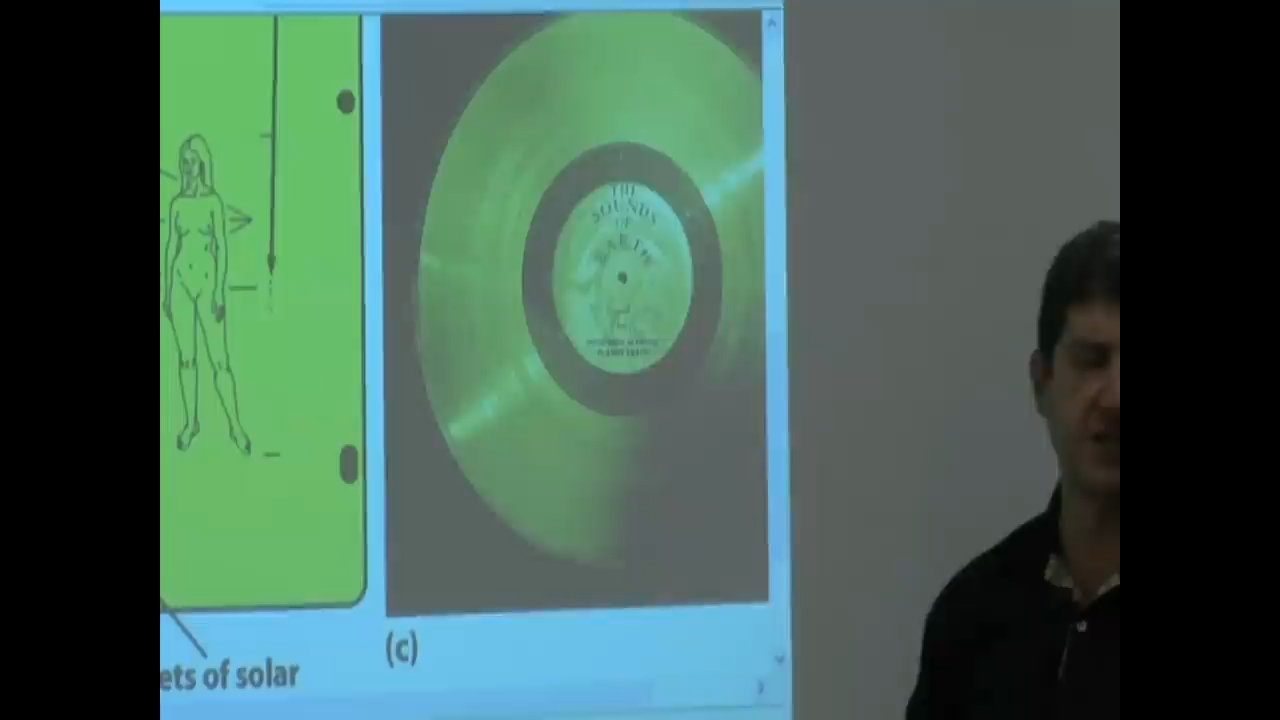 THE
SOUNDS
OF
EARTH
(c)
ets of solar